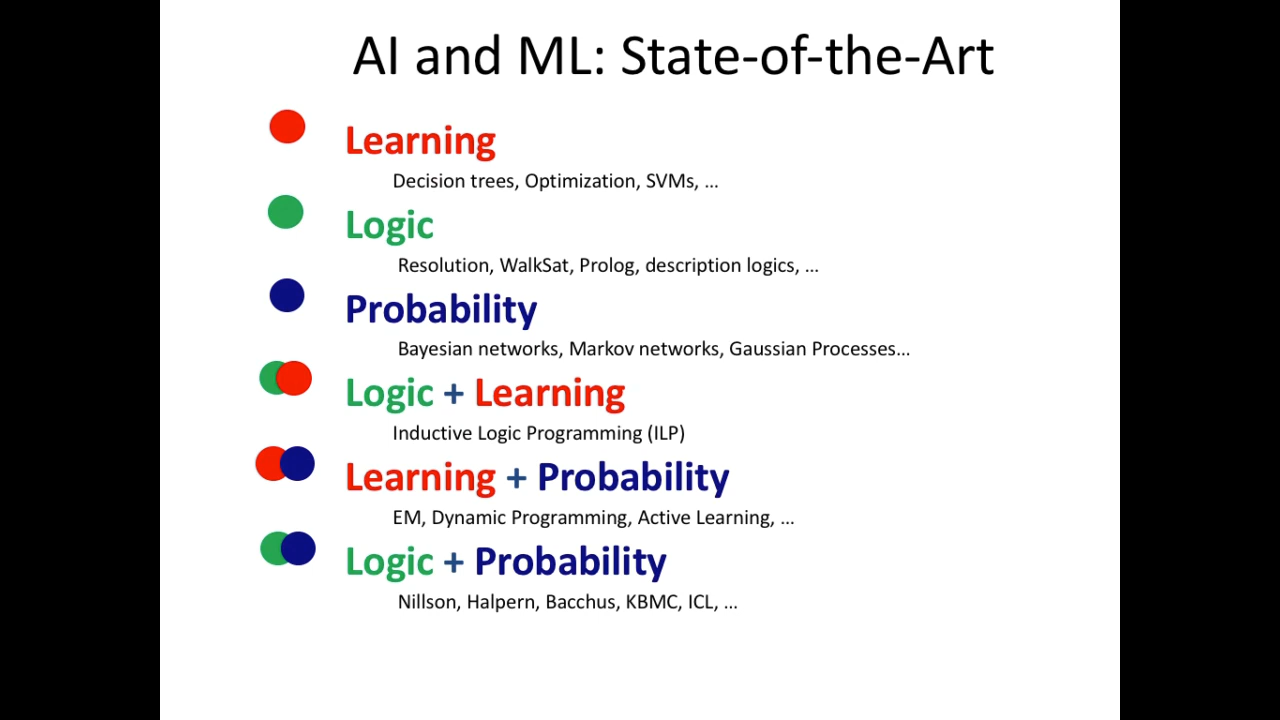 AI and ML: State-of-the-Art
Learning
Decision trees, Optimization, SVMs, ...
Logic
Resolution, WalkSat, Prolog, description logics, ...
Probability
Bayesian networks, Markov networks, Gaussian Processes...
Logic + Learning
Inductive Logic Programming (ILP)
Learning + Probability
EM, Dynamic Programming, Active Learning, ...
Logic + Probability
Nillson, Halpern, Bacchus, KBMC, ICL, ...